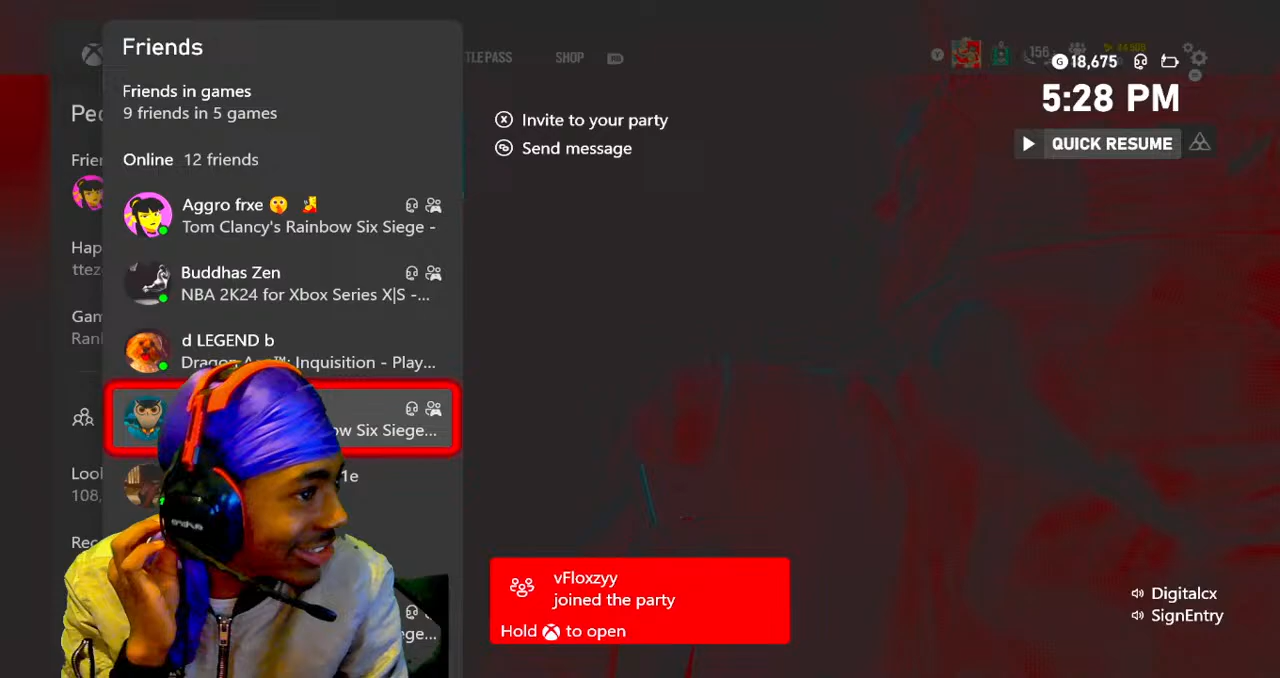 Friends
Friends in games
9 friends in 5 games
Online 12 friends
Aggro frxe
Tom Clancy's Rainbow Six Siege -
Buddhas Zen
NBA 2K24 for Xbox Series X|S -...
d LEGEND b
Inquisition - Play...
Six Siege...
SHOP
Invite to your party
Send message
156
18,675
5:28 PM
QUICK RESUME
vFloxzyy
joined the party
Hold X to open
Digitalcx
SignEntry